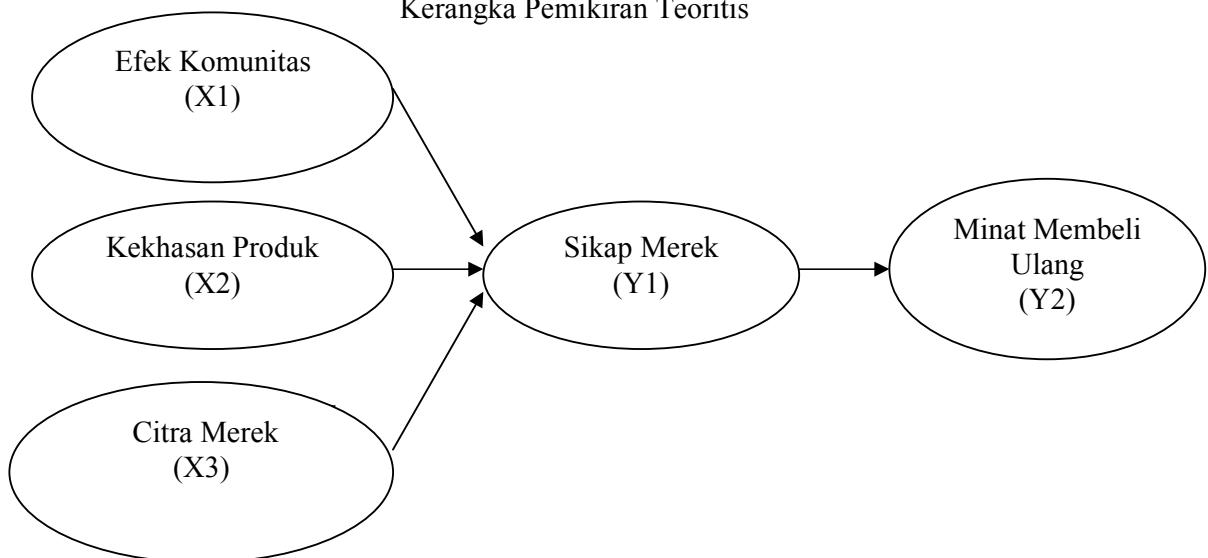 Kerangka Pemikiran Teoritis
Efek Komunitas
(X1)
Kekhasan Produk
(X2)
Citra Merek
(X3)
Sikap Merek
(Y1)
Minat Membeli
Ulang
(Y2)